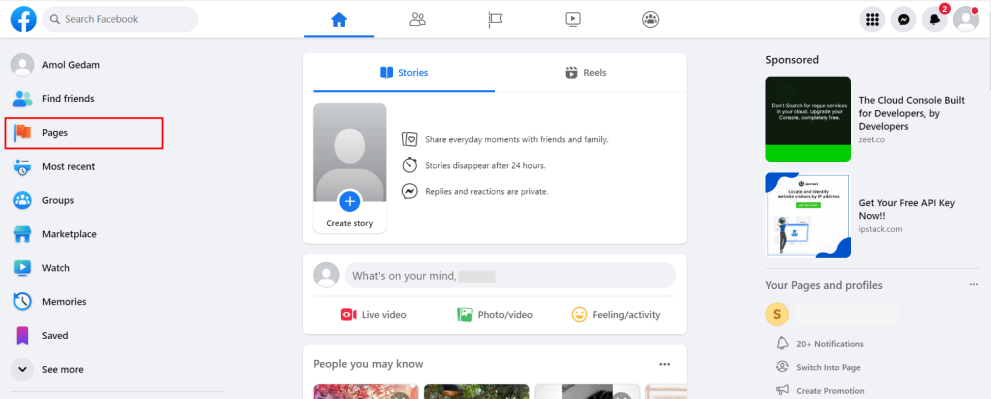 f
Search Facebook
2
Amol Gedam
Find friends
Pages
Most recent
Groups
Marketplace
Watch
Memories
Saved
See more
Stories
Reels
Share everyday moments with friends and family.
Stories disappear after 24 hours.
Replies and reactions are private.
Create story
What's on your mind,
Live video
Photo/video
Feeling/activity
People you may know
Sponsored
Don't Search for rogue services
in your cloud. Upgrade your
Console, completely free.
The Cloud Console Built
for Developers, by
Developers
zeet.co
ipstack
Locate and identify
website visitors by IP address
Get Your Free API Key
Now!!
ipstack.com
Your Pages and profiles
S
20+ Notifications
Switch Into Page
Create Promotion